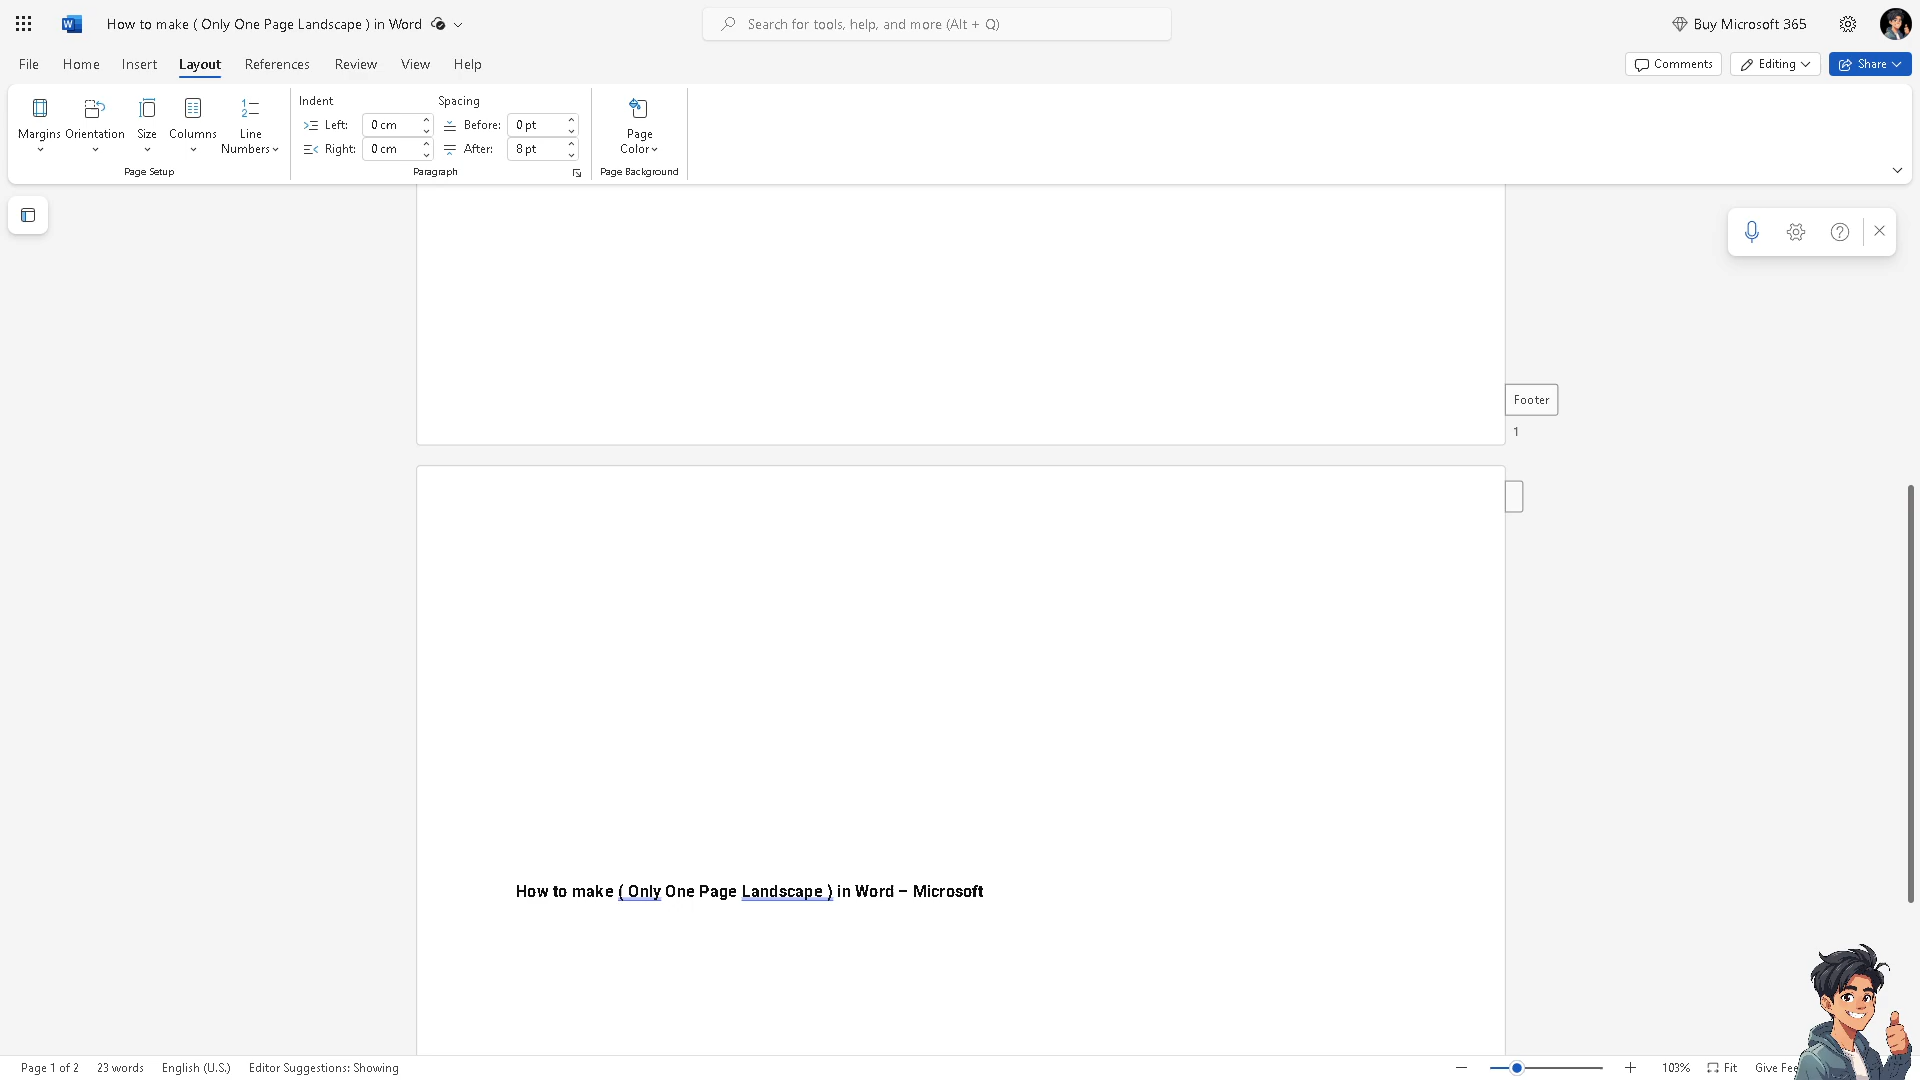 How to make ( Only One Page Landscape ) in Word
Search for tools, help, and more (Alt + Q)
Buy Microsoft 365
File Home Insert Layout References Review View Help
Comments Editing Share
Margins Orientation Size Columns Line Numbers
Page Setup
Indent Spacing
Left: 0 cm Before: 0 pt
Right: 0 cm After: 8 pt
Paragraph
Page Color
Page Background
Footer
1
How to make ( Only One Page Landscape ) in Word – Microsoft
Page 1 of 2 23 words English (U.S.) Editor Suggestions: Showing
103% Fit Give Fee